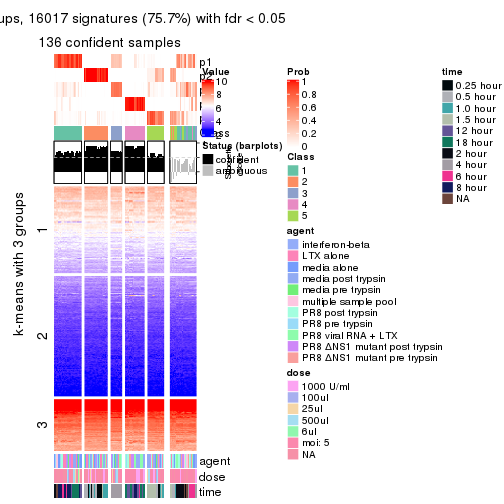 ups, 16017 signatures (75.7%) with fdr < 0.05
136 confident samples
p1
Value
10
8
6
4
Class
Status (barplots)
confident
ambiguous
k-means with 3 groups
1
2
3
agent
dose
time
Prob
1
0.8
0.6
0.4
0.2
0
Class
1
2
3
4
5
agent
interferon-beta
LTX alone
media alone
media post trypsin
media pre trypsin
multiple sample pool
PR8 post trypsin
PR8 pre trypsin
PR8 viral RNA + LTX
PR8 ΔNS1 mutant post trypsin
PR8 ΔNS1 mutant pre trypsin
dose
1000 U/ml
100ul
25ul
500ul
6ul
moi: 5
NA
time
0.25 hour
0.5 hour
1.0 hour
1.5 hour
12 hour
18 hour
2 hour
4 hour
6 hour
8 hour
NA